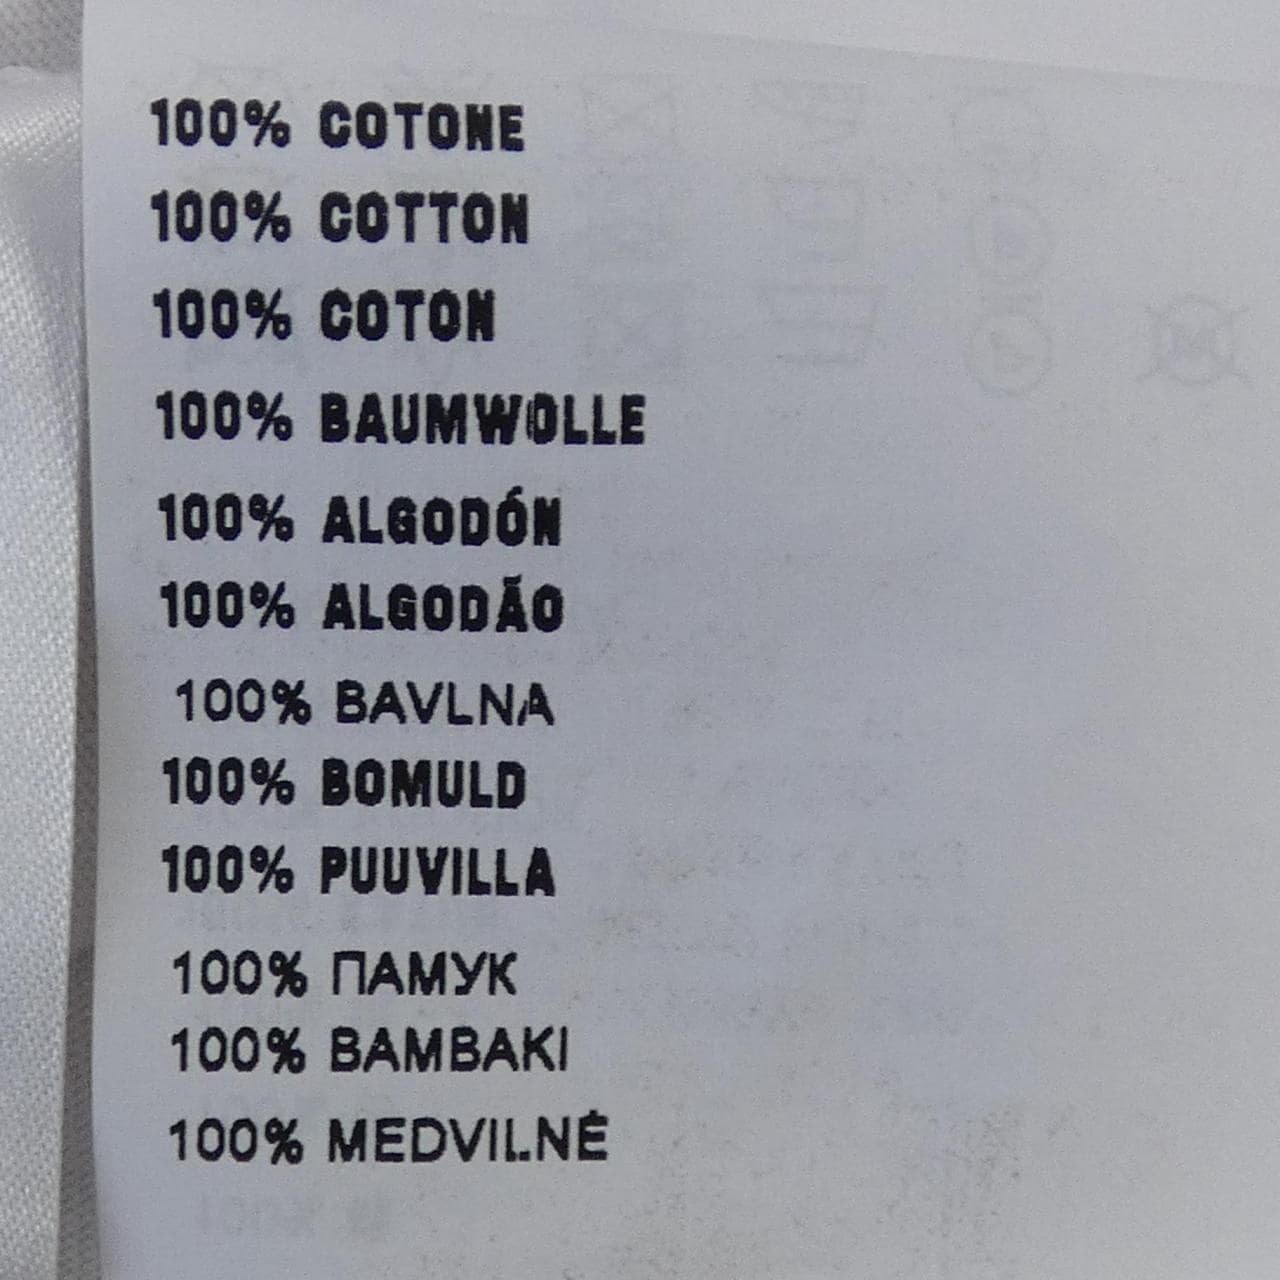 100% COTONE
100% COTTON
100% COTON
100% BAUMWOLLE
100% ALGODÓN
100% ALGODÃO
100% BAVLNA
100% BOMULD
100% PUUVILLA
100% ПАМУК
100% BAMBAKI
100% MEDVILNĖ